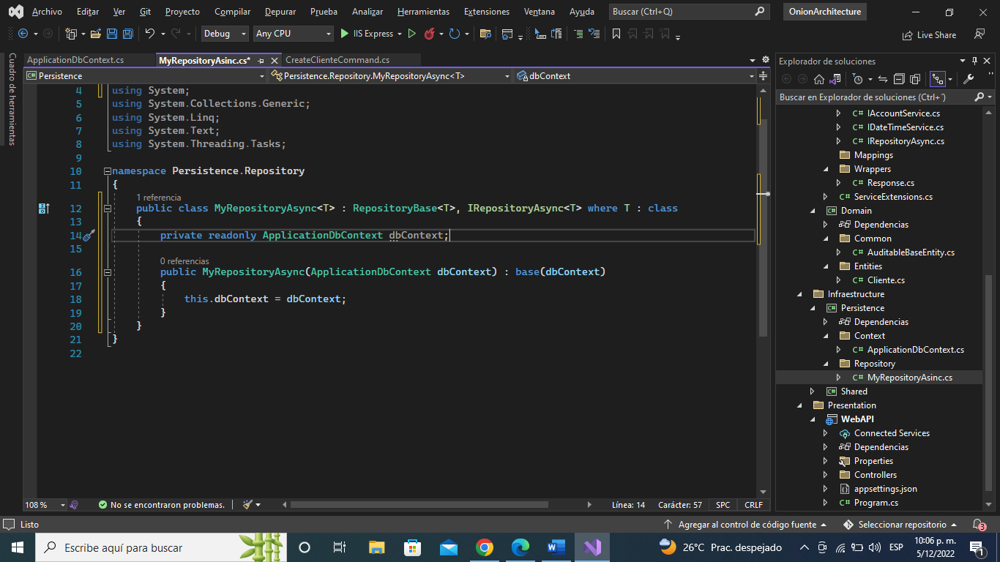 Archivo Editar Ver Git Proyecto Compilar Depurar Prueba Analizar Herramientas Extensiones Ventana Ayuda Buscar (Ctrl+Q) OnionArchitecture
Debug Any CPU IIS Express Live Share
Cuadro de herramientas
ApplicationDbContext.cs MyRepositoryAsinc.cs* CreateClienteCommand.cs
Persistence Persistence.Repository.MyRepositoryAsync<T> dbContext
4 using System;
5 using System.Collections.Generic;
6 using System.Linq;
7 using System.Text;
8 using System.Threading.Tasks;
9
10 namespace Persistence.Repository
11 {
1 referencia
12 public class MyRepositoryAsync<T> : RepositoryBase<T>, IRepositoryAsync<T> where T : class
13 {
14 private readonly ApplicationDbContext dbContext;
15
0 referencias
16 public MyRepositoryAsync(ApplicationDbContext dbContext) : base(dbContext)
17 {
18 this.dbContext = dbContext;
19 }
20 }
21 }
22
108 % No se encontraron problemas. Línea: 14 Carácter: 57 SPC CRLF
Explorador de soluciones
Buscar en Explorador de soluciones (Ctrl+´)
C# IAccountService.cs
C# IDateTimeService.cs
C# IRepositoryAsync.cs
Mappings
Wrappers
C# Response.cs
C# ServiceExtensions.cs
C# Domain
Dependencias
Common
C# AuditableBaseEntity.cs
Entities
C# Cliente.cs
Infraestructure
C# Persistence
Dependencias
Context
C# ApplicationDbContext.cs
Repository
C# MyRepositoryAsinc.cs
C# Shared
Presentation
WebAPI
Connected Services
Dependencias
Properties
Controllers
appsettings.json
C# Program.cs
Listo Agregar al control de código fuente Seleccionar repositorio 3
Escribe aquí para buscar 26°C Prac. despejado ESP 10:06 p. m.
5/12/2022 1